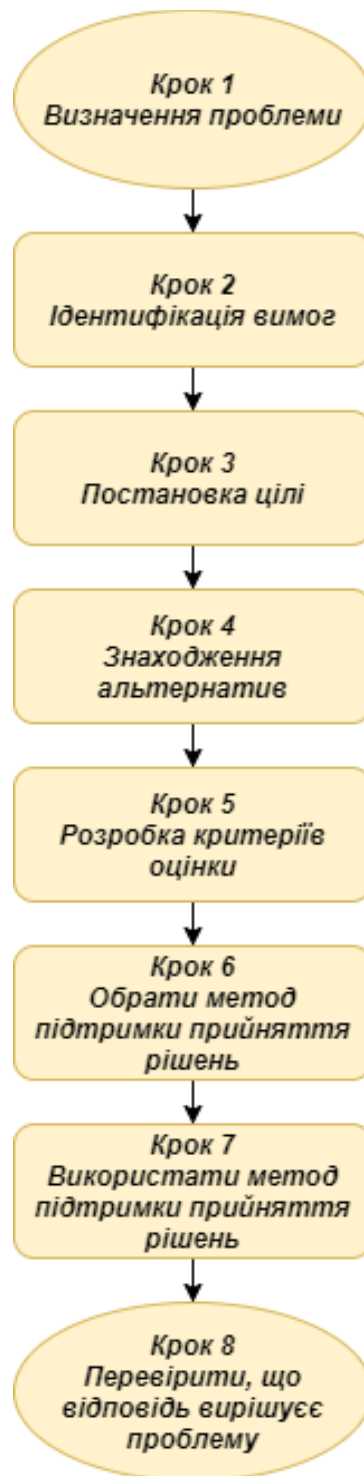 Крок 1
Визначення проблеми
Крок 2
Ідентифікація вимог
Крок 3
Постановка цілі
Крок 4
Знаходження
альтернатив
Крок 5
Розробка критеріїв
оцінки
Крок 6
Обрати метод
підтримки прийняття
рішень
Крок 7
Використати метод
підтримки прийняття
рішень
Крок 8
Перевірити, що
відповідь вирішуєє
проблему